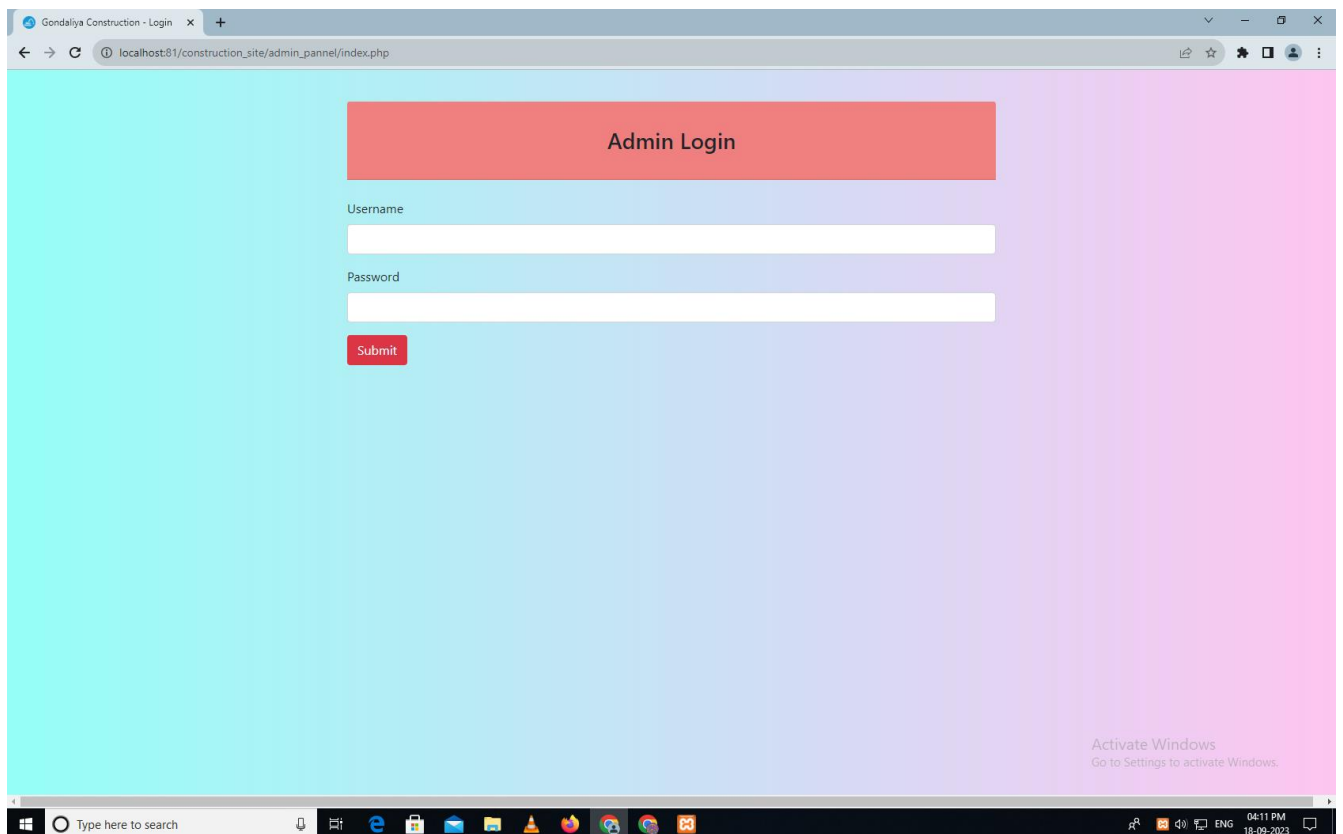 Gondaliya Construction - Login
localhost:81/construction_site/admin_pannel/index.php
Admin Login
Username
Password
Submit
Activate Windows
Go to Settings to activate Windows.
Type here to search
ENG
04:11 PM
18-09-2023